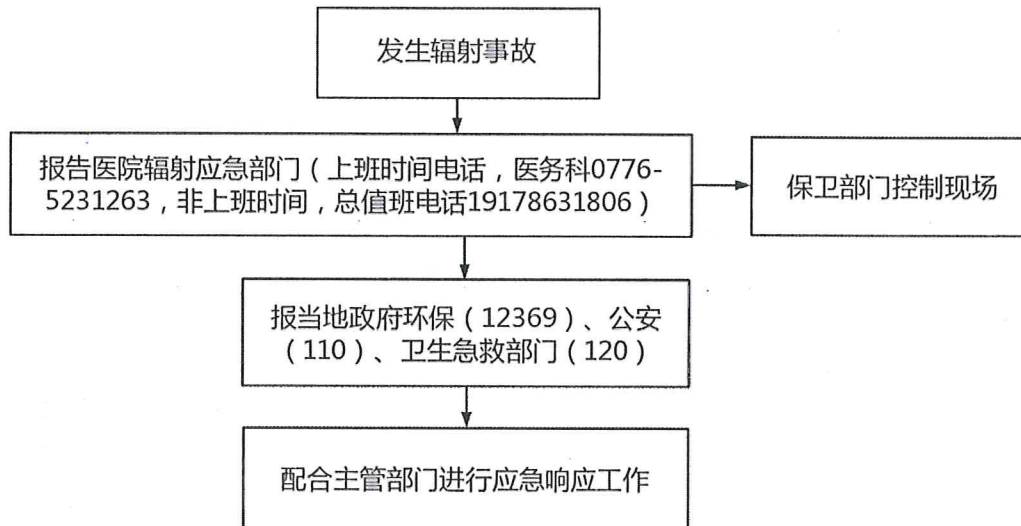 发生辐射事故
报告医院辐射应急部门（上班时间电话，医务科0776-
5231263，非上班时间，总值班电话19178631806）
保卫部门控制现场
报当地政府环保（12369）、公安
（110）、卫生急救部门（120）
配合主管部门进行应急响应工作